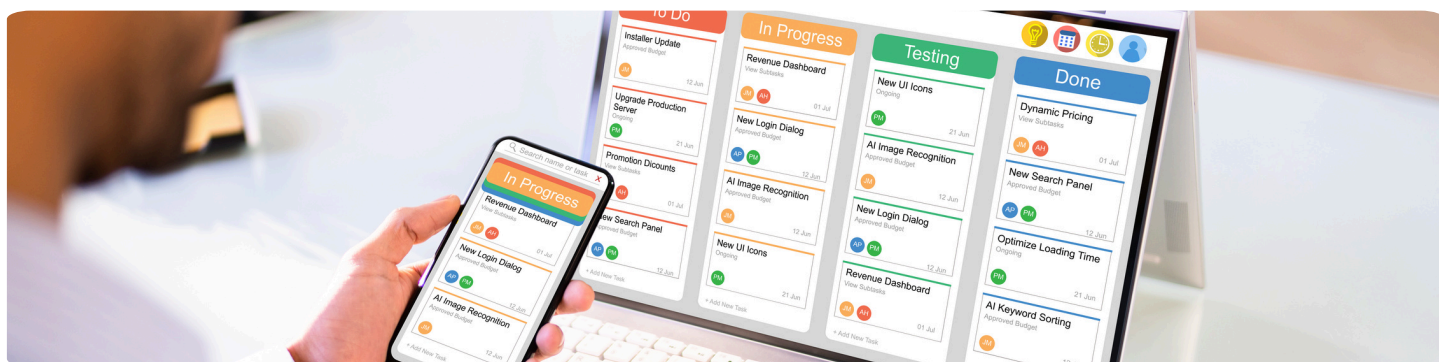 To Do
Installer Update
Approved Budget
JM
12 Jun
Upgrade Production
Server
Ongoing
PM
21 Jun
Promotion Dicounts
View Subtasks
AH
01 Jul
New Search Panel
Approved Budget
AP PM
12 Jun
+ Add New Task
In Progress
Revenue Dashboard
View Subtasks
JM AH
01 Jul
New Login Dialog
Approved Budget
AP PM
12 Jun
AI Image Recognition
Approved Budget
JM
12 Jun
New UI Icons
Ongoing
PM
21 Jun
+ Add New Task
Testing
New UI Icons
Ongoing
PM
21 Jun
AI Image Recognition
Approved Budget
JM
12 Jun
New Login Dialog
Approved Budget
AP PM
12 Jun
Revenue Dashboard
View Subtasks
JM AH
01 Jul
+ Add New Task
Done
Dynamic Pricing
View Subtasks
JM AH
01 Jul
New Search Panel
Approved Budget
AP PM
12 Jun
Optimize Loading Time
Ongoing
PM
21 Jun
AI Keyword Sorting
Approved Budget
JM
12 Jun
Search name or task X
In Progress
Revenue Dashboard
View Subtasks
JM AH
01 Jul
New Login Dialog
Approved Budget
AP PM
12 Jun
AI Image Recognition
Approved Budget
JM
12 Jun
+ Add New Task